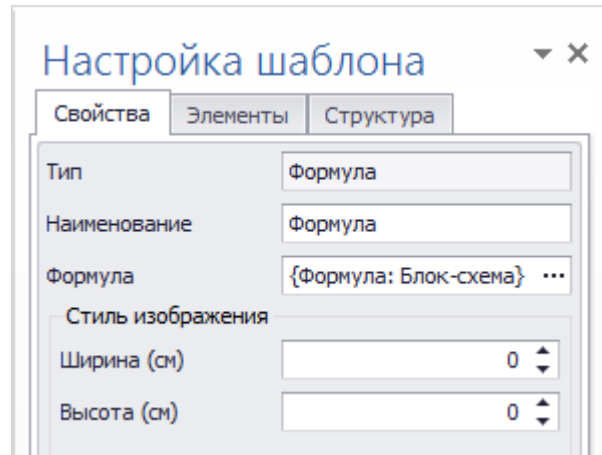 Настройка шаблона
Свойства Элементы Структура
Тип Формула
Наименование Формула
Формула {Формула: Блок-схема} ...
Стиль изображения
Ширина (см) 0
Высота (см) 0